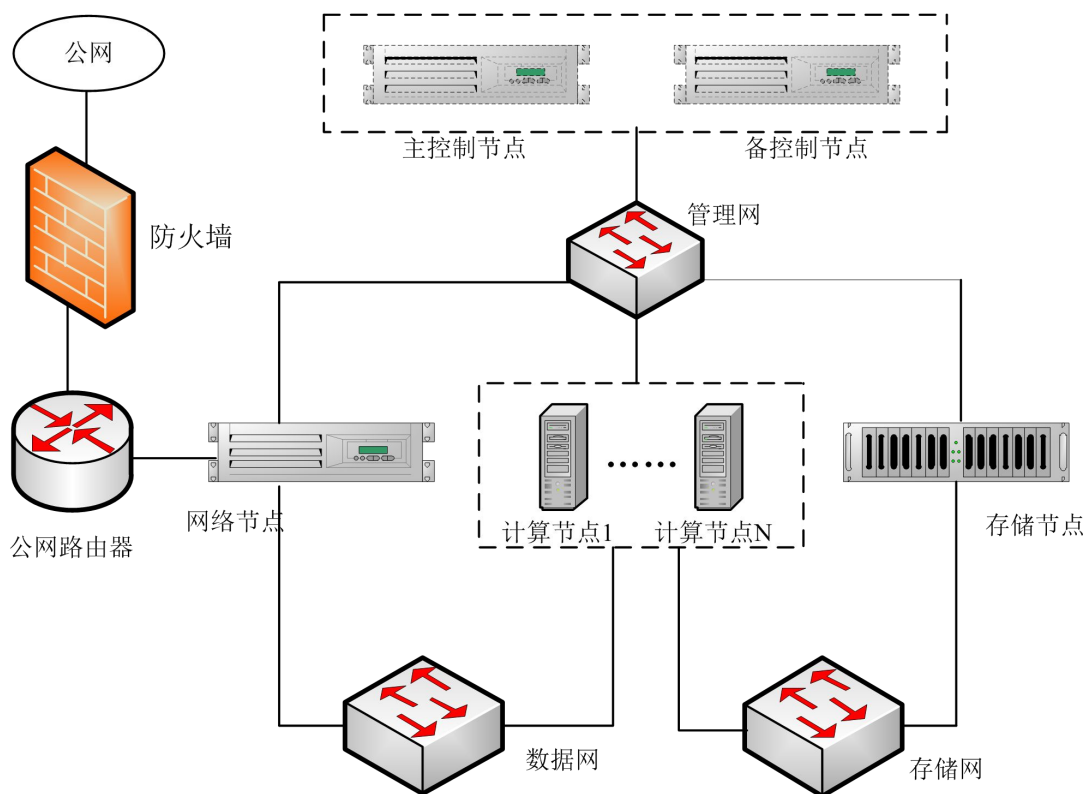 公网
主控制节点
备控制节点
管理网
防火墙
网络节点
计算节点1
计算节点N
存储节点
公网路由器
数据网
存储网